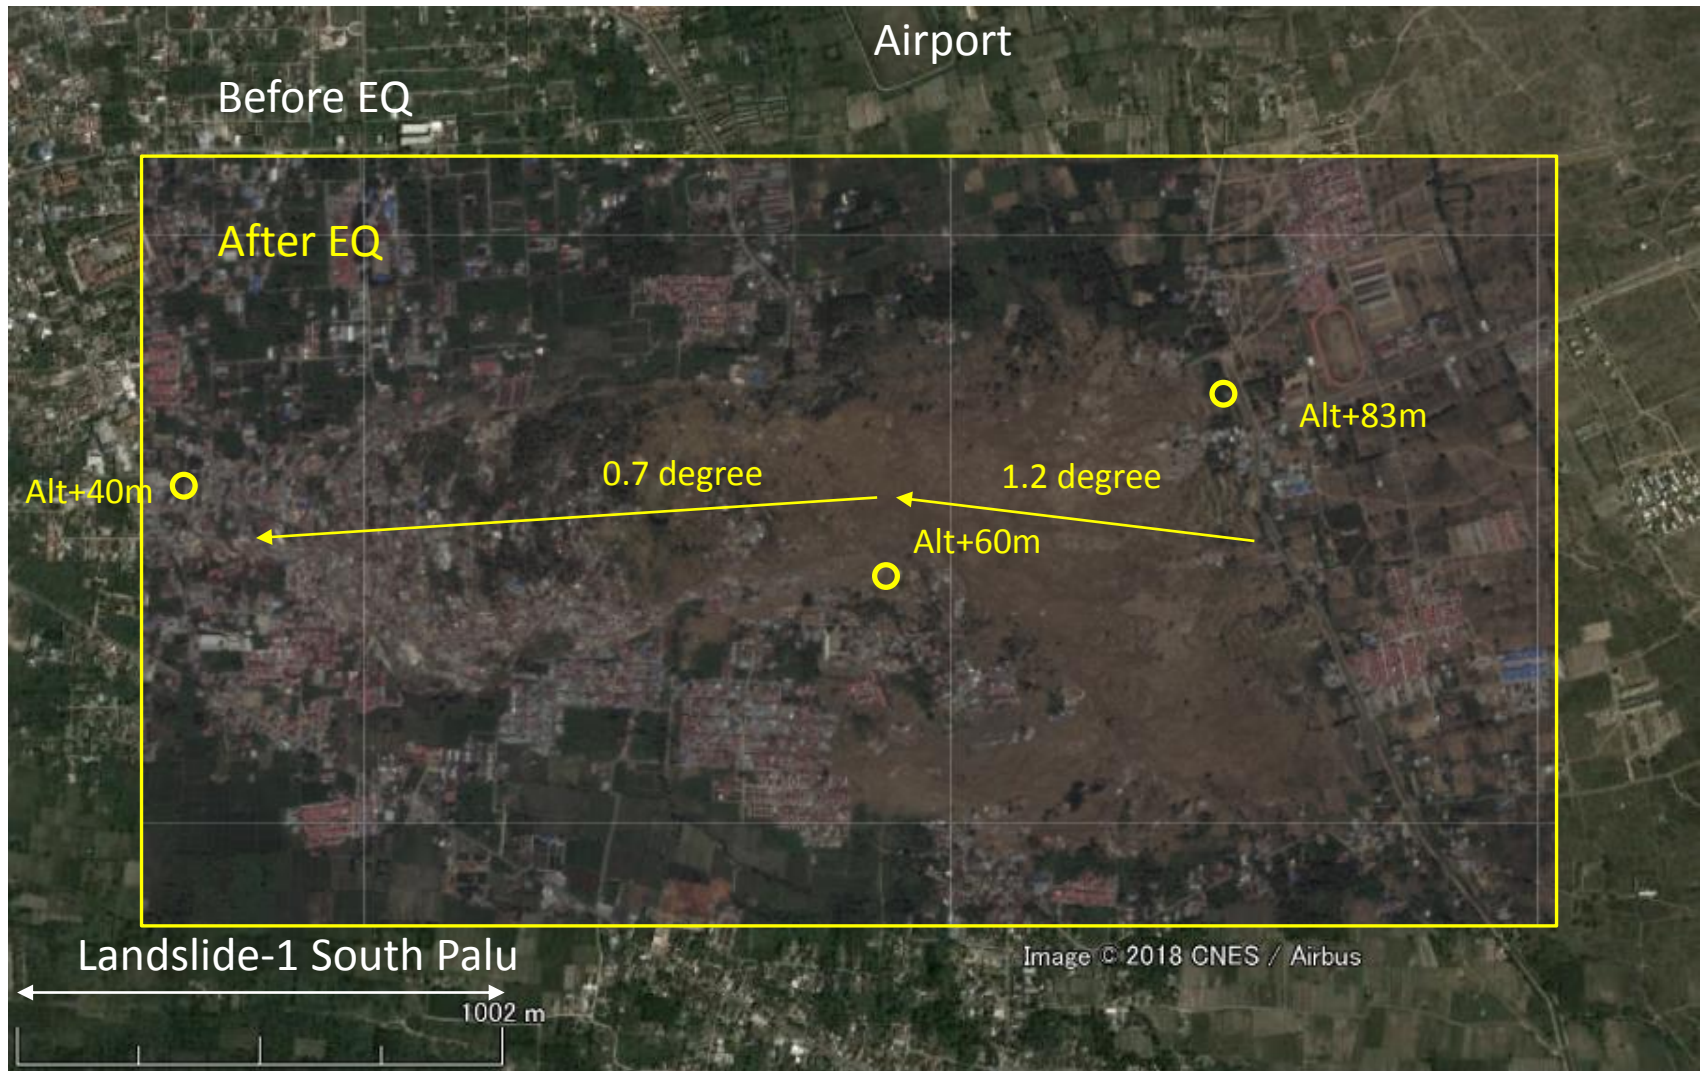 Airport
Before EQ
After EQ
Alt+83m
0.7 degree
1.2 degree
Alt+40m
Alt+60m
Landslide-1 South Palu
Image © 2018 CNES / Airbus
1002 m